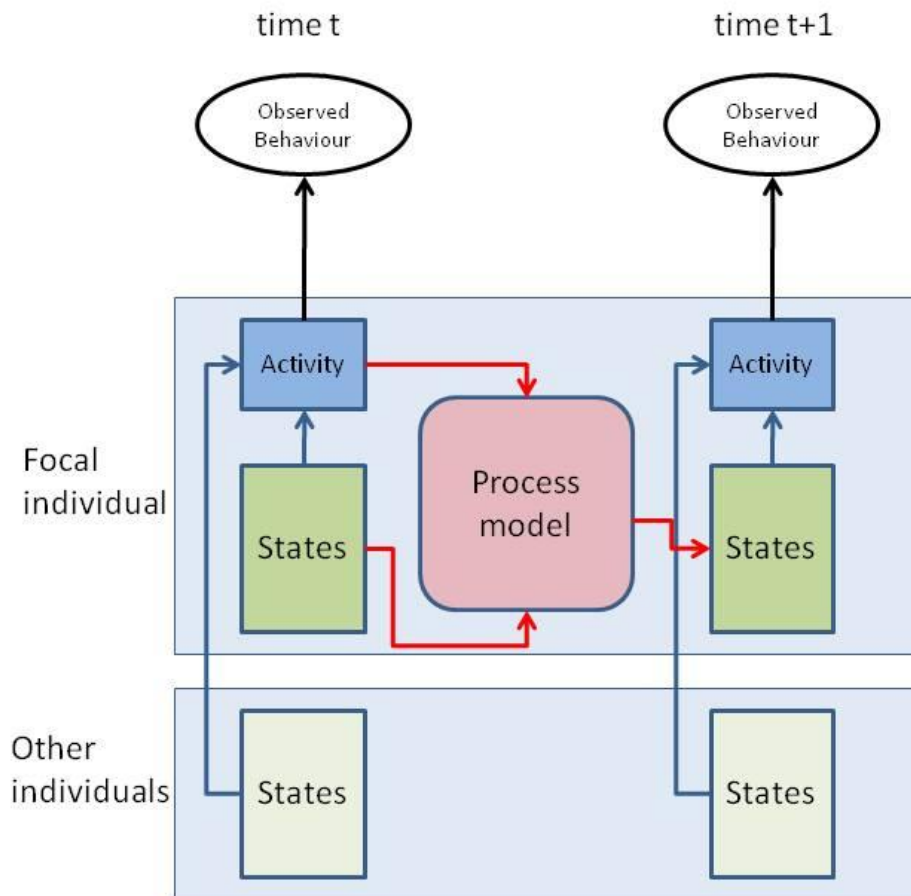 time t
time t+1
Observed
Behaviour
Observed
Behaviour
Activity
Activity
Focal
individual
Process
model
States
States
Other
individuals
States
States